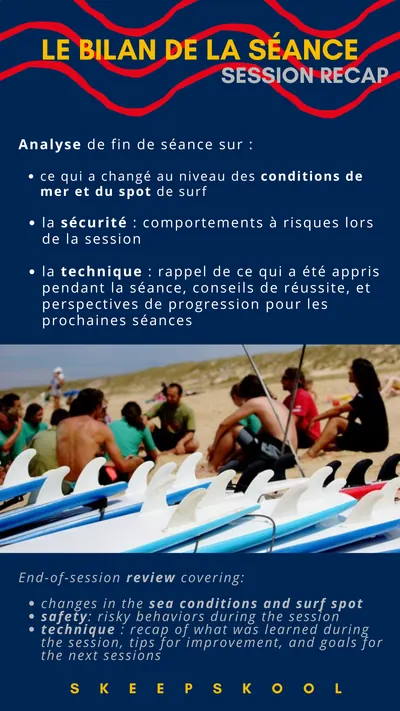 LE BILAN DE LA SÉANCE
SESSION RECAP
Analyse de fin de séance sur :
• ce qui a changé au niveau des conditions de
mer et du spot de surf
• la sécurité : comportements à risques lors
de la session
• la technique : rappel de ce qui a été appris
pendant la séance, conseils de réussite, et
perspectives de progression pour les
prochaines séances
End-of-session review covering:
• changes in the sea conditions and surf spot
• safety: risky behaviors during the session
• technique : recap of what was learned during
the session, tips for improvement, and goals for
the next sessions
SKEEPSKOOL